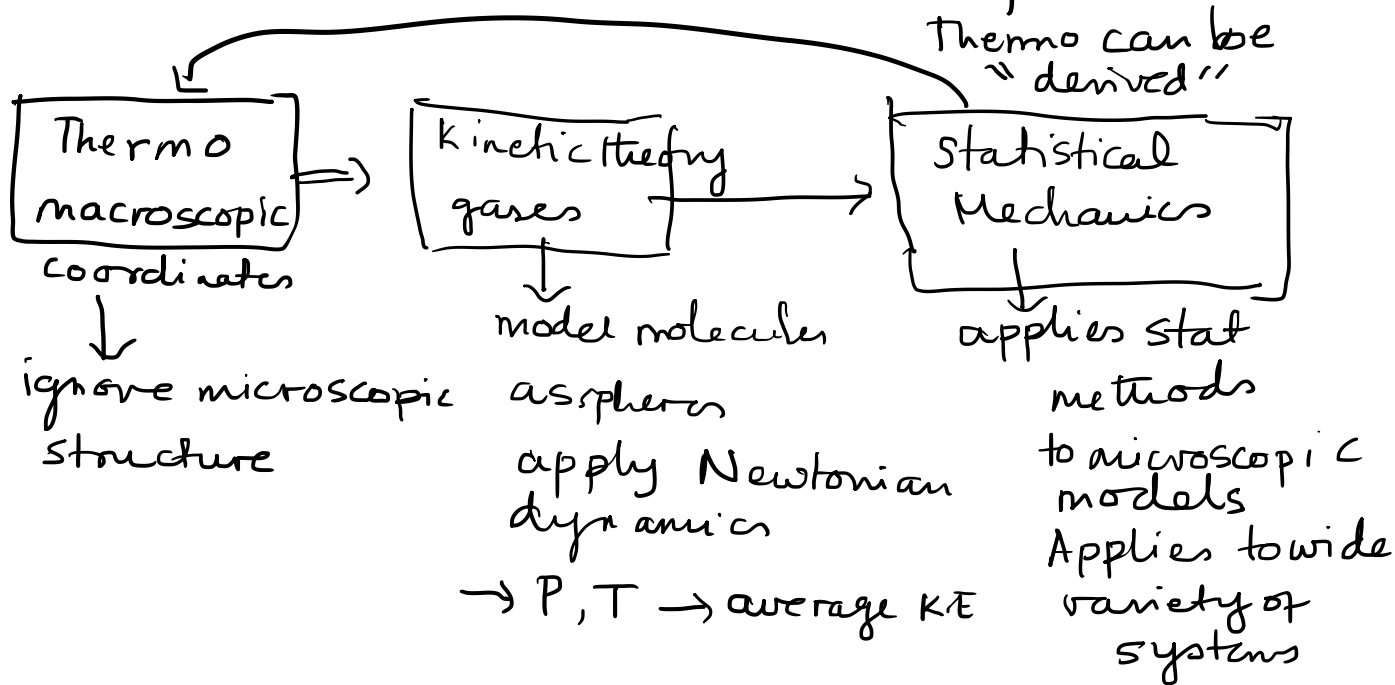 Thermo can be
"derived"
Thermo
macroscopic
coordinates
ignore microscopic
structure
kinetic theory
gases
model molecules
as spheres
apply Newtonian
dynamics
→ P, T → average KE
Statistical
Mechanics
applies stat
methods
to microscopic
models
Applies to wide
variety of
systems